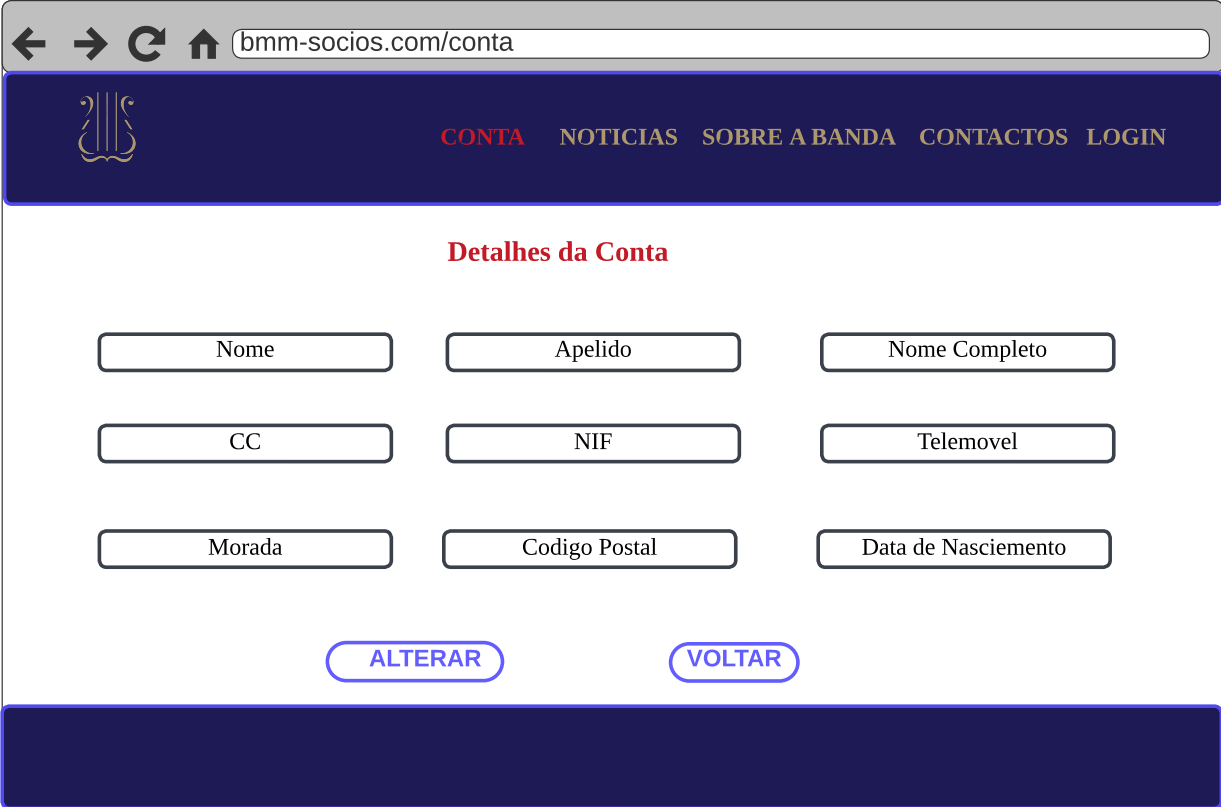 bmm-socios.com/conta
CONTA NOTICIAS SOBRE A BANDA CONTACTOS LOGIN
Detalhes da Conta
Nome Apelido Nome Completo
CC NIF Telemovel
Morada Codigo Postal Data de Nasciemento
ALTERAR VOLTAR